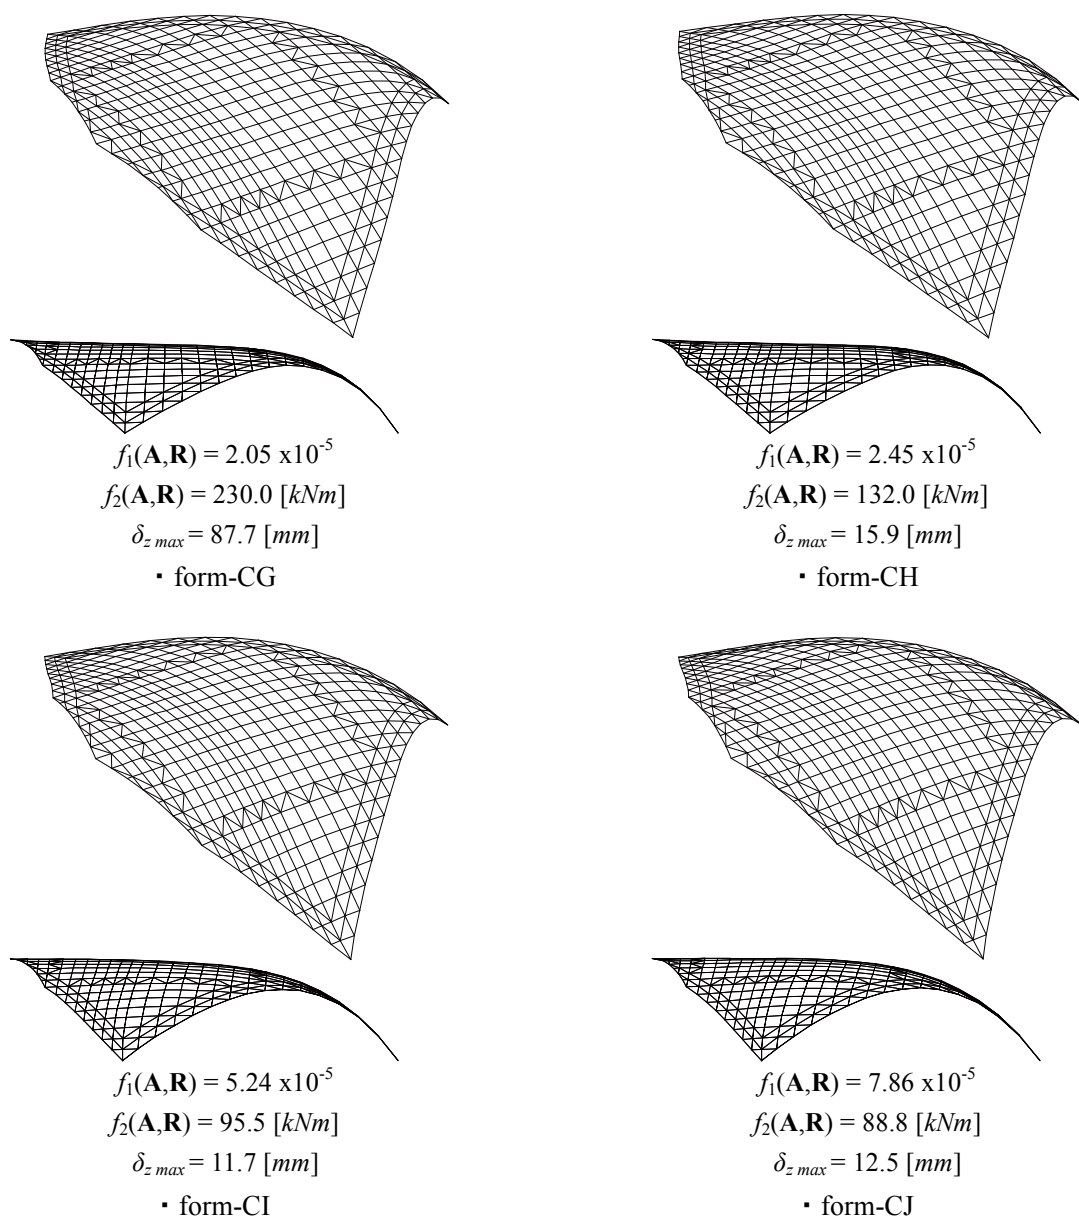 f₁(A,R) = 2.05 x10⁻⁵
f₂(A,R) = 230.0 [kNm]
δz max = 87.7 [mm]
▪ form-CG
f₁(A,R) = 2.45 x10⁻⁵
f₂(A,R) = 132.0 [kNm]
δz max = 15.9 [mm]
▪ form-CH
f₁(A,R) = 5.24 x10⁻⁵
f₂(A,R) = 95.5 [kNm]
δz max = 11.7 [mm]
▪ form-CI
f₁(A,R) = 7.86 x10⁻⁵
f₂(A,R) = 88.8 [kNm]
δz max = 12.5 [mm]
▪ form-CJ